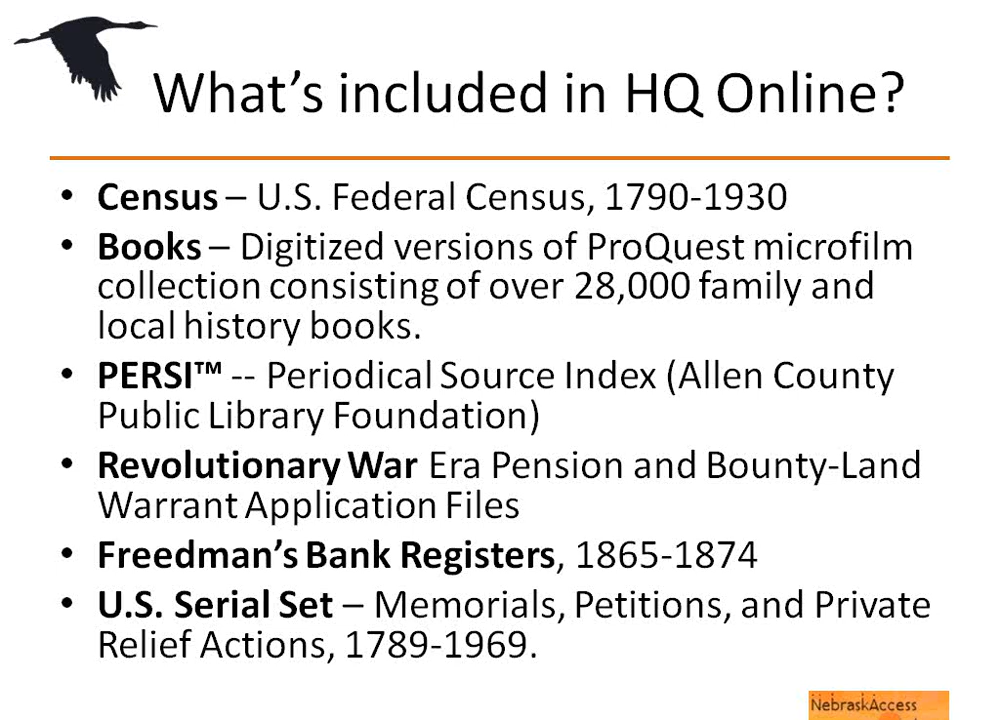 What's included in HQ Online?
• Census – U.S. Federal Census, 1790-1930
• Books – Digitized versions of ProQuest microfilm
collection consisting of over 28,000 family and
local history books.
• PERSI™ -- Periodical Source Index (Allen County
Public Library Foundation)
• Revolutionary War Era Pension and Bounty-Land
Warrant Application Files
• Freedman's Bank Registers, 1865-1874
• U.S. Serial Set – Memorials, Petitions, and Private
Relief Actions, 1789-1969.
NebraskAccess